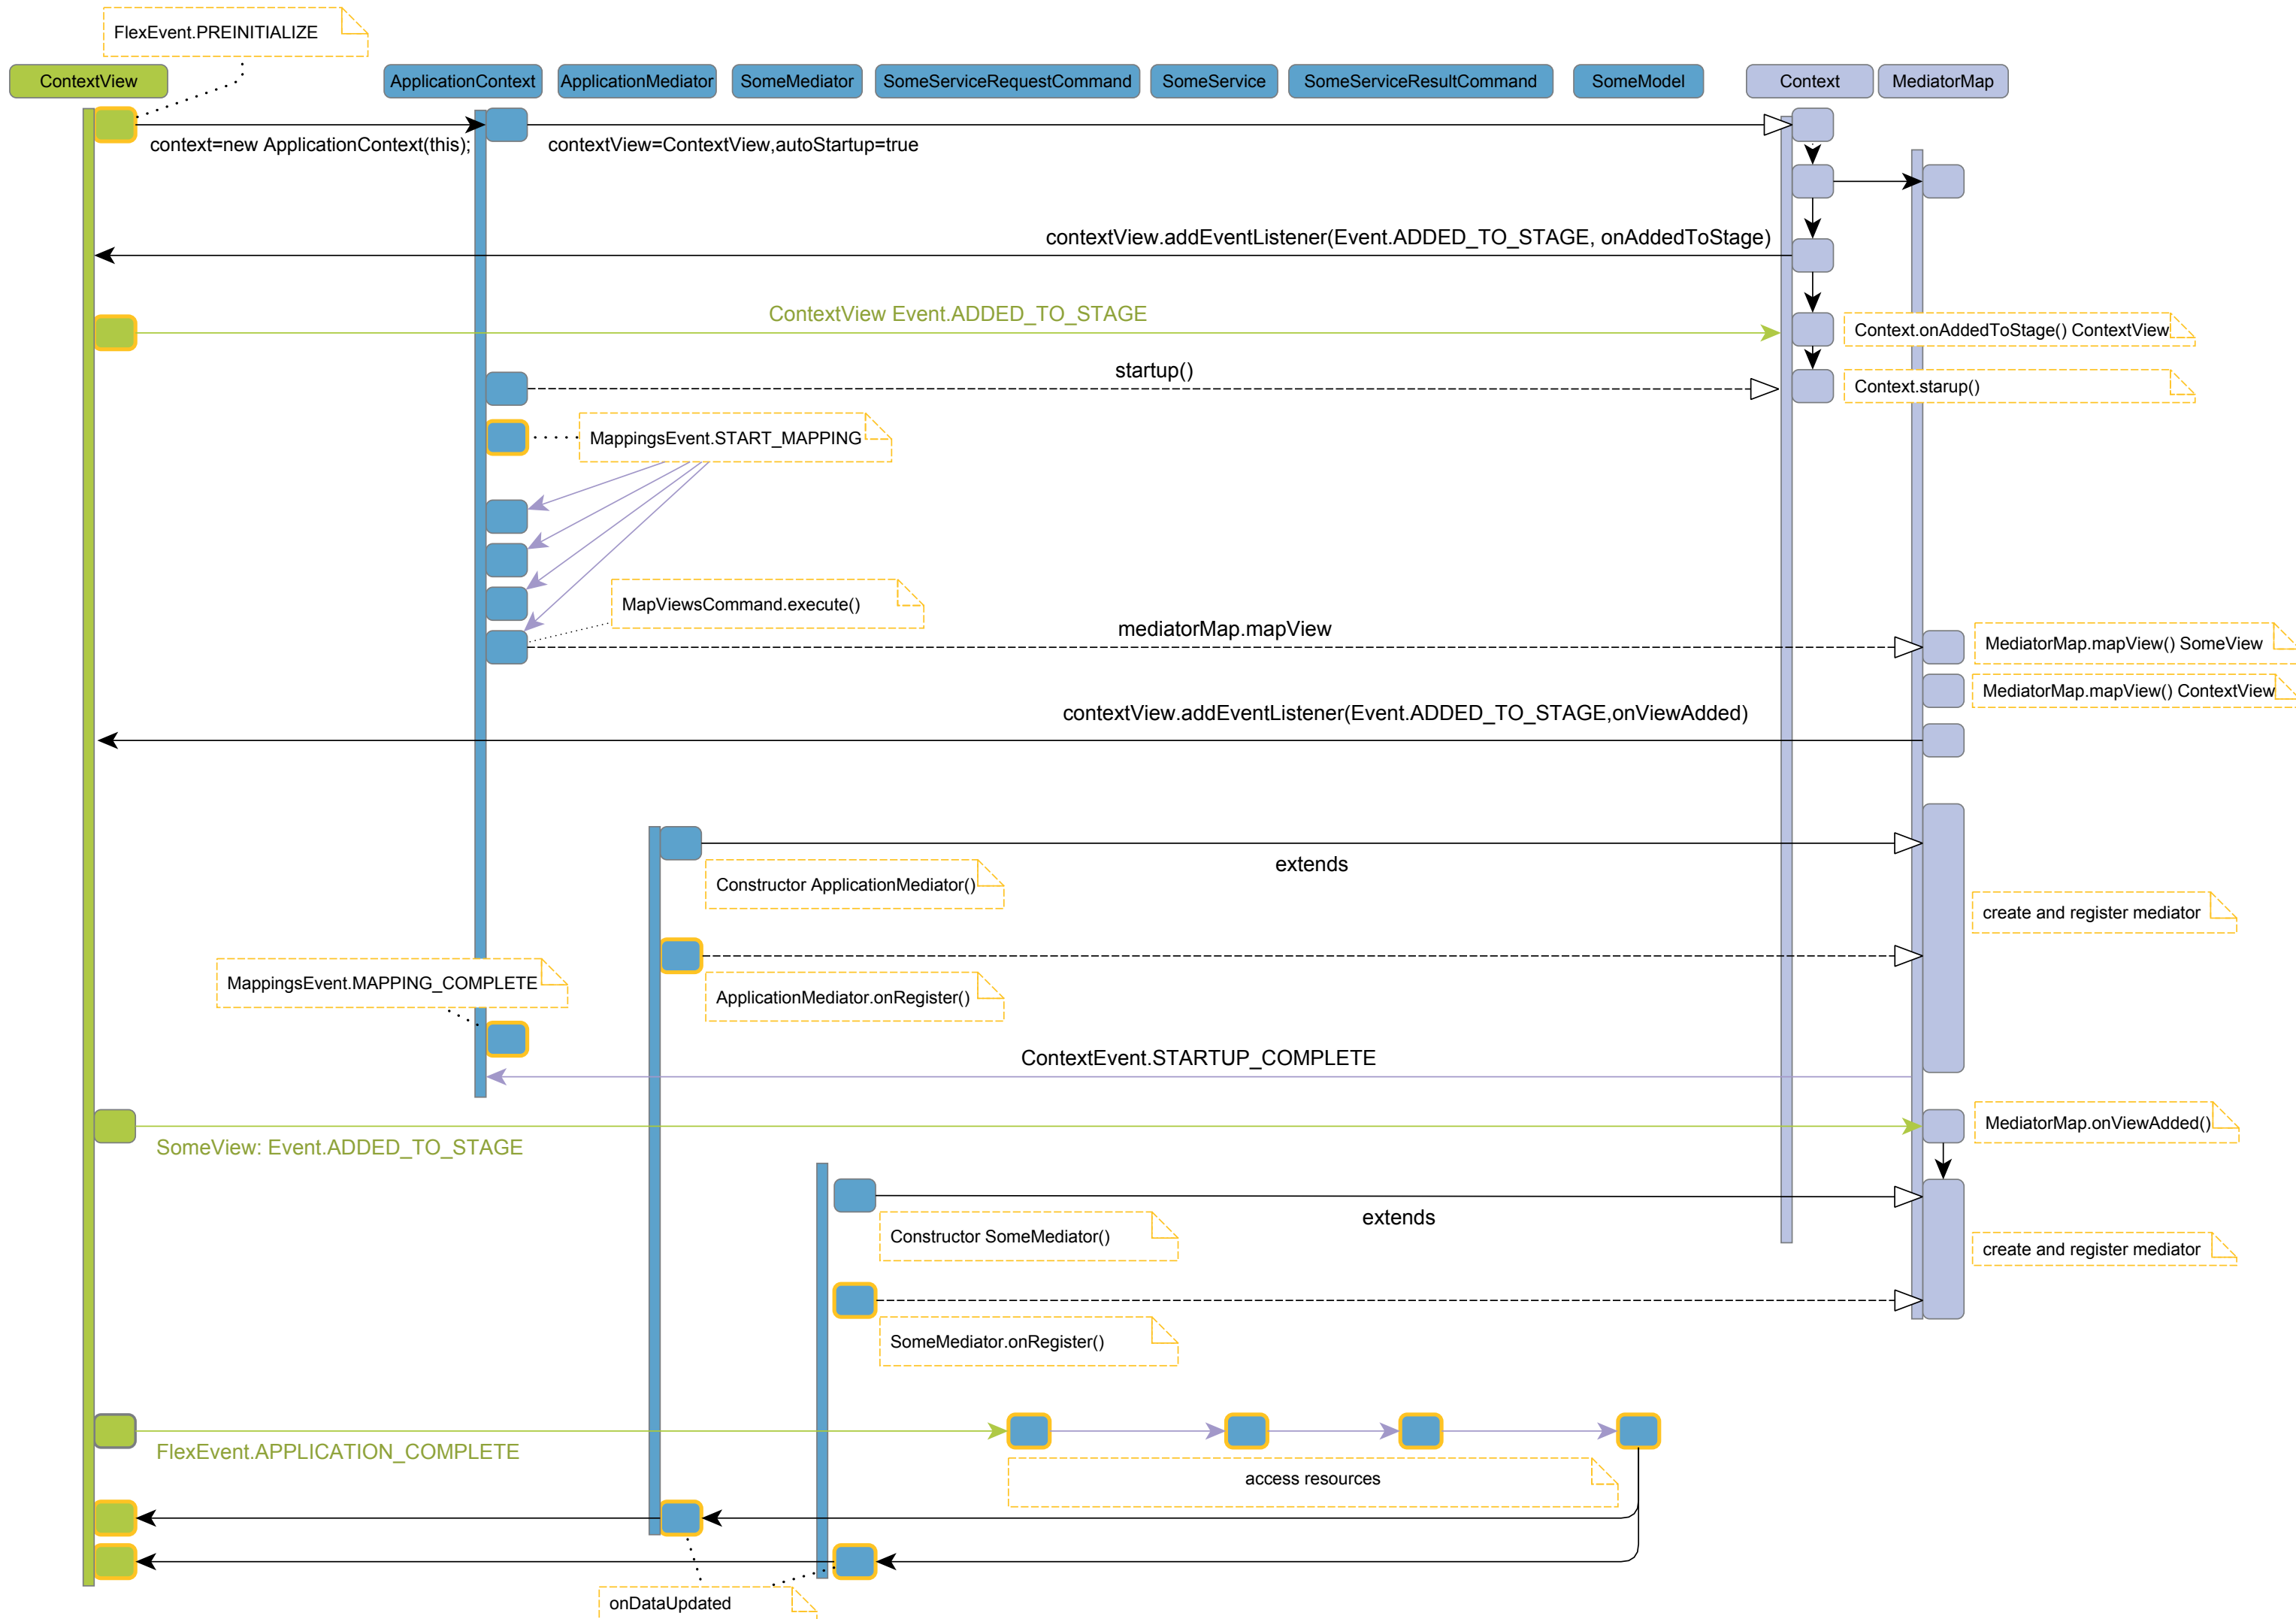 FlexEvent.PREINITIALIZE
ContextView
ApplicationContext
ApplicationMediator
SomeMediator
SomeServiceRequestCommand
SomeService
SomeServiceResultCommand
SomeModel
Context
MediatorMap
context=new ApplicationContext(this);
contextView=ContextView,autoStartup=true
contextView.addEventListener(Event.ADDED_TO_STAGE, onAddedToStage)
ContextView Event.ADDED_TO_STAGE
Context.onAddedToStage() ContextView
startup()
Context.starup()
MappingsEvent.START_MAPPING
MapViewsCommand.execute()
mediatorMap.mapView
MediatorMap.mapView() SomeView
MediatorMap.mapView() ContextView
contextView.addEventListener(Event.ADDED_TO_STAGE,onViewAdded)
extends
Constructor ApplicationMediator()
create and register mediator
MappingsEvent.MAPPING_COMPLETE
ApplicationMediator.onRegister()
ContextEvent.STARTUP_COMPLETE
MediatorMap.onViewAdded()
SomeView: Event.ADDED_TO_STAGE
extends
Constructor SomeMediator()
create and register mediator
SomeMediator.onRegister()
FlexEvent.APPLICATION_COMPLETE
access resources
onDataUpdated